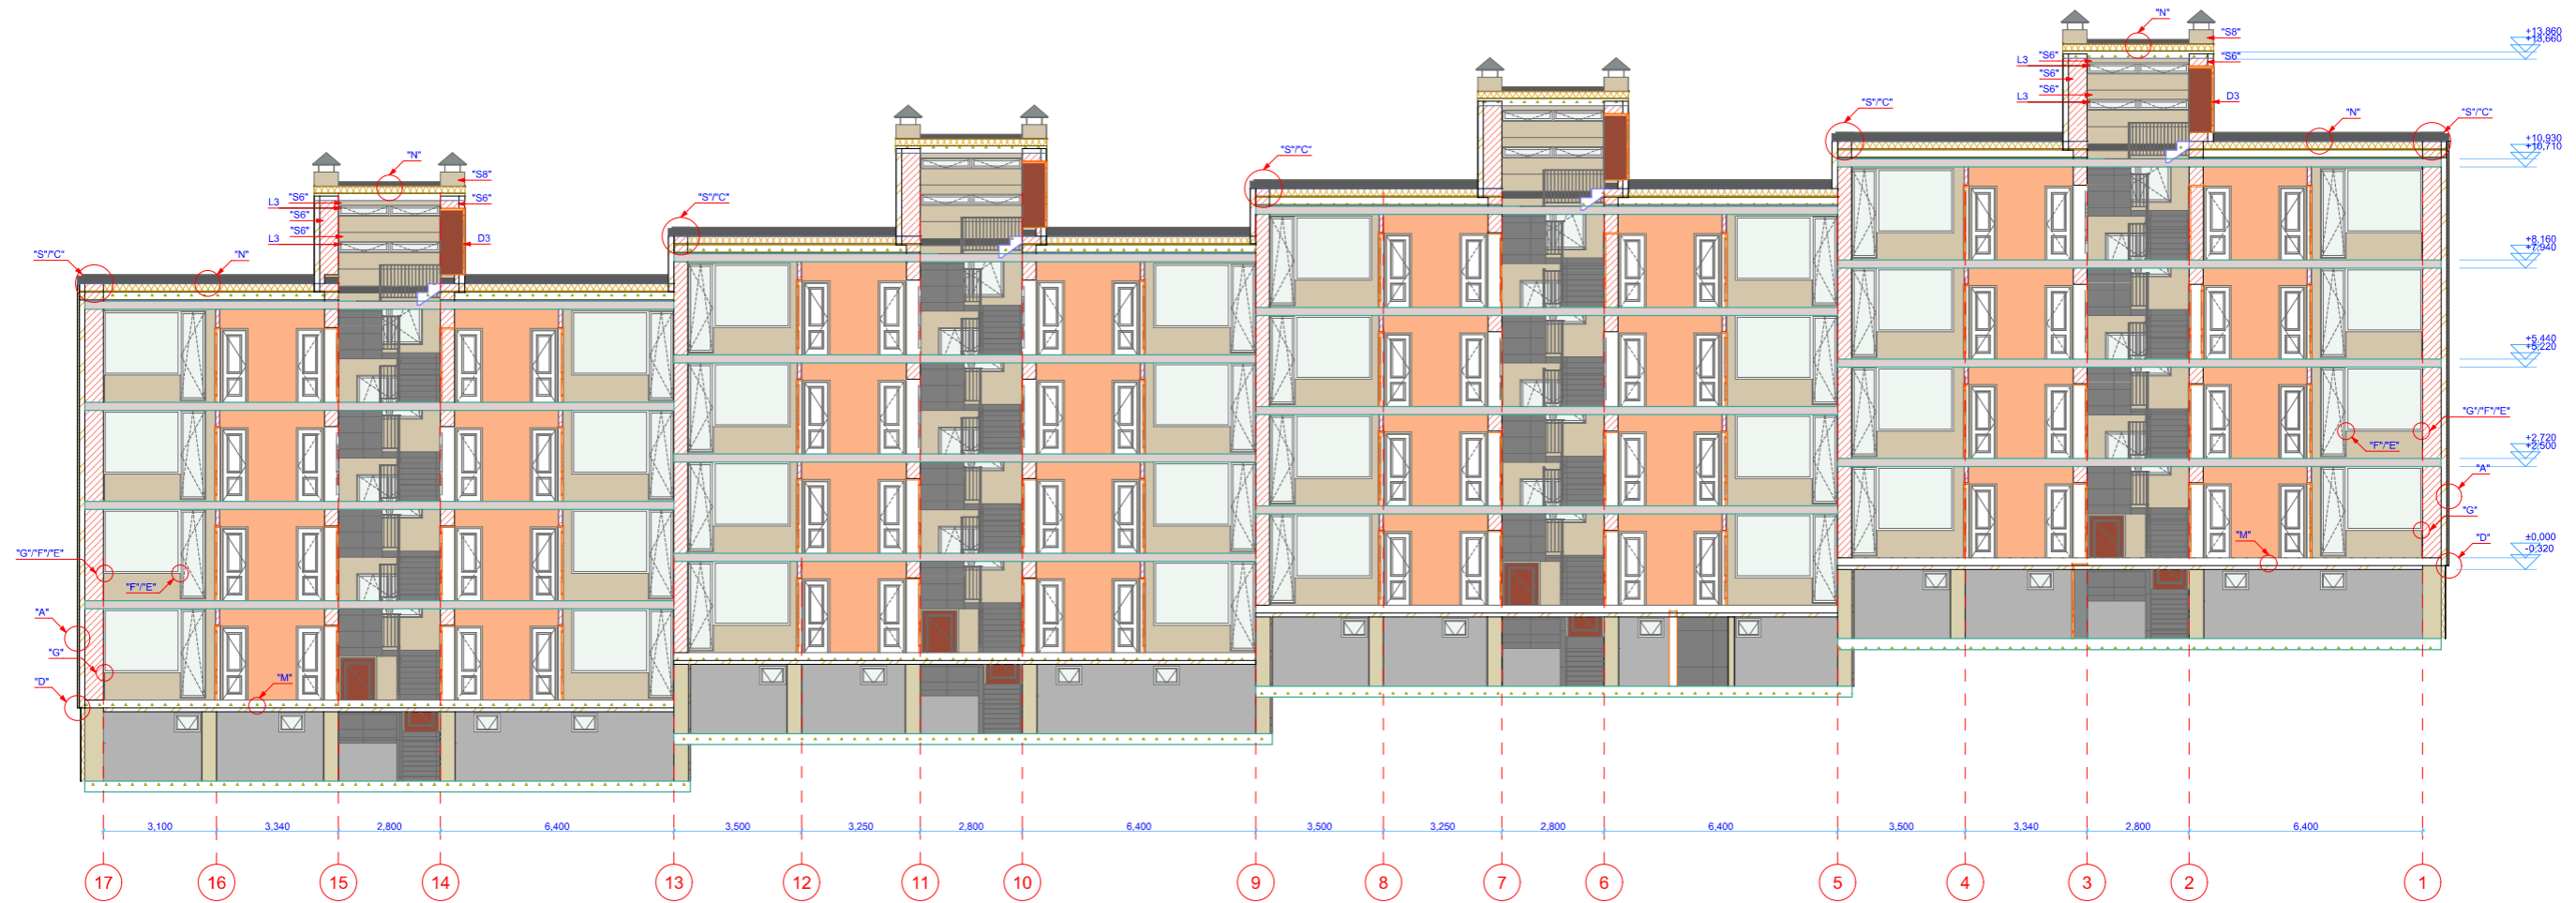 "N"
"S8"
+13,860
+13,660
"S6"
L3
"S6"
"S6"
"S6"
L3
D3
"S"/"C"
"N"
"S"/"C"
+10,930
+10,710
"S"/"C"
"N"
"S8"
"S6"
L3
"S6"
"S6"
"S6"
L3
D3
"S"/"C"
+8,160
+7,940
"S"/"C"
"N"
+5,440
+5,220
"G"/"F"/"E"
"F"/"E"
+2,720
+2,500
"A"
"G"
"M"
"D"
±0,000
-0,320
"G"/"F"/"E"
"F"/"E"
"A"
"G"
"D"
"M"
3,100 3,340 2,800 6,400 3,500 3,250 2,800 6,400 3,500 3,250 2,800 6,400 3,500 3,340 2,800 6,400
17 16 15 14 13 12 11 10 9 8 7 6 5 4 3 2 1